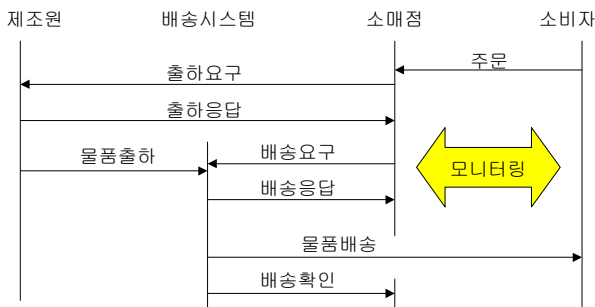 제조원 배송시스템 소매점 소비자
주문
출하요구
출하응답
물품출하 배송요구
모니터링
배송응답
물품배송
배송확인